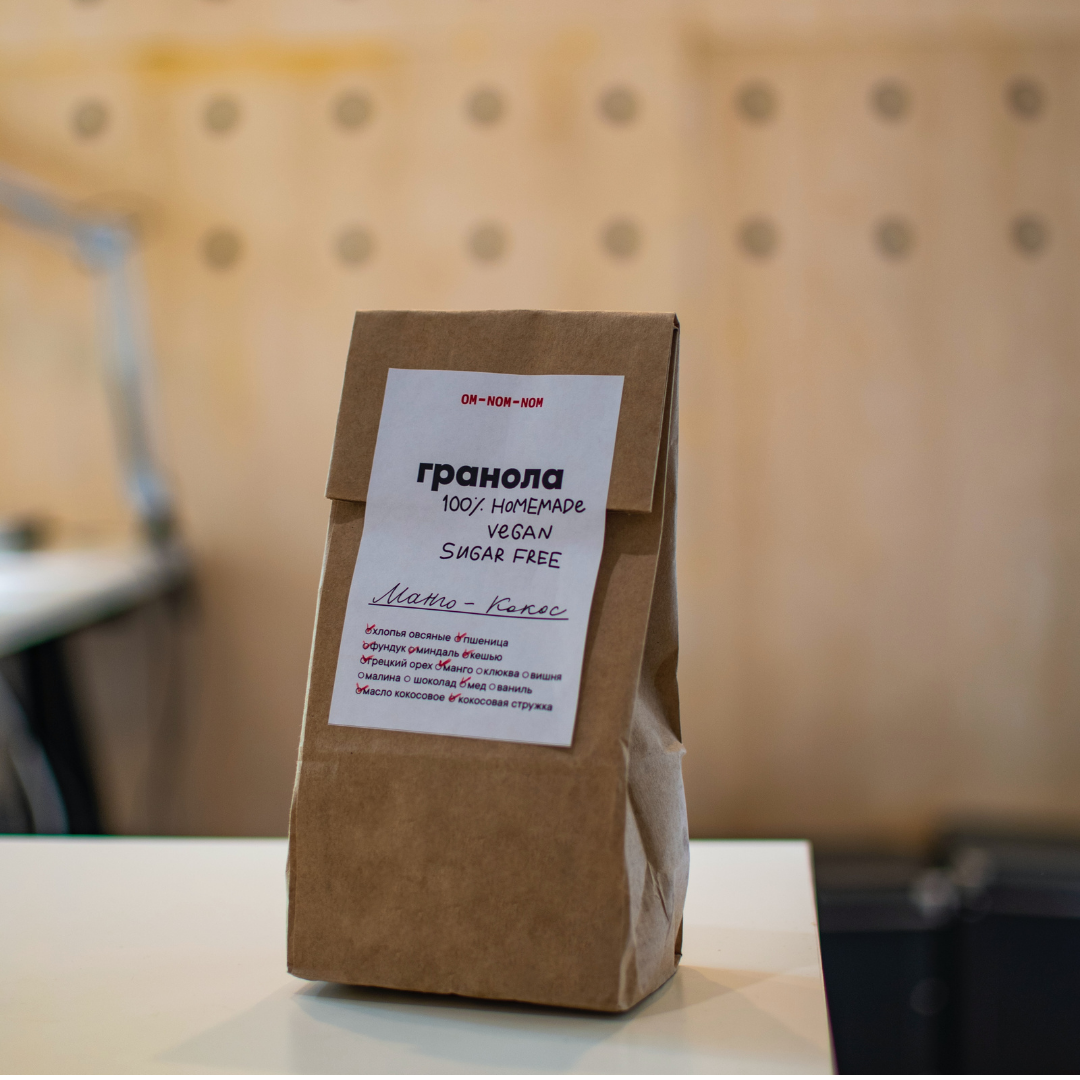 OM-NOM-NOM
гранола
100% HOMEMADE
VEGAN
SUGAR FREE
Манго - Кокос
хлопья овсяные пшеница
фундук миндаль кешью
грецкий орех манго клюква вишня
малина шоколад мед ваниль
масло кокосовое кокосовая стружка